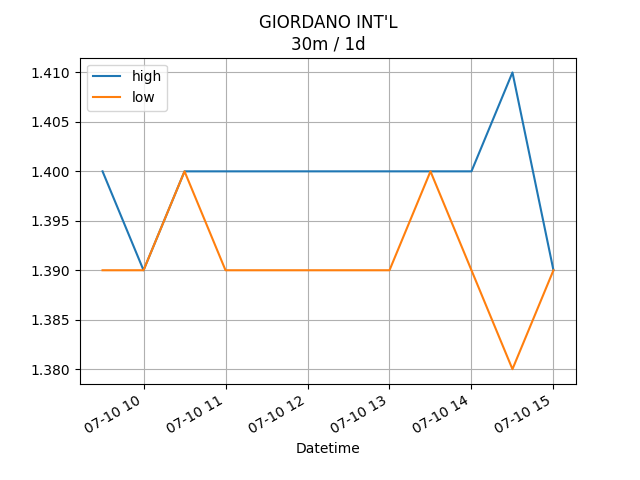 GIORDANO INT'L
30m / 1d
high
low
1.410
1.405
1.400
1.395
1.390
1.385
1.380
07-10 10
07-10 11
07-10 12
07-10 13
07-10 14
07-10 15
Datetime